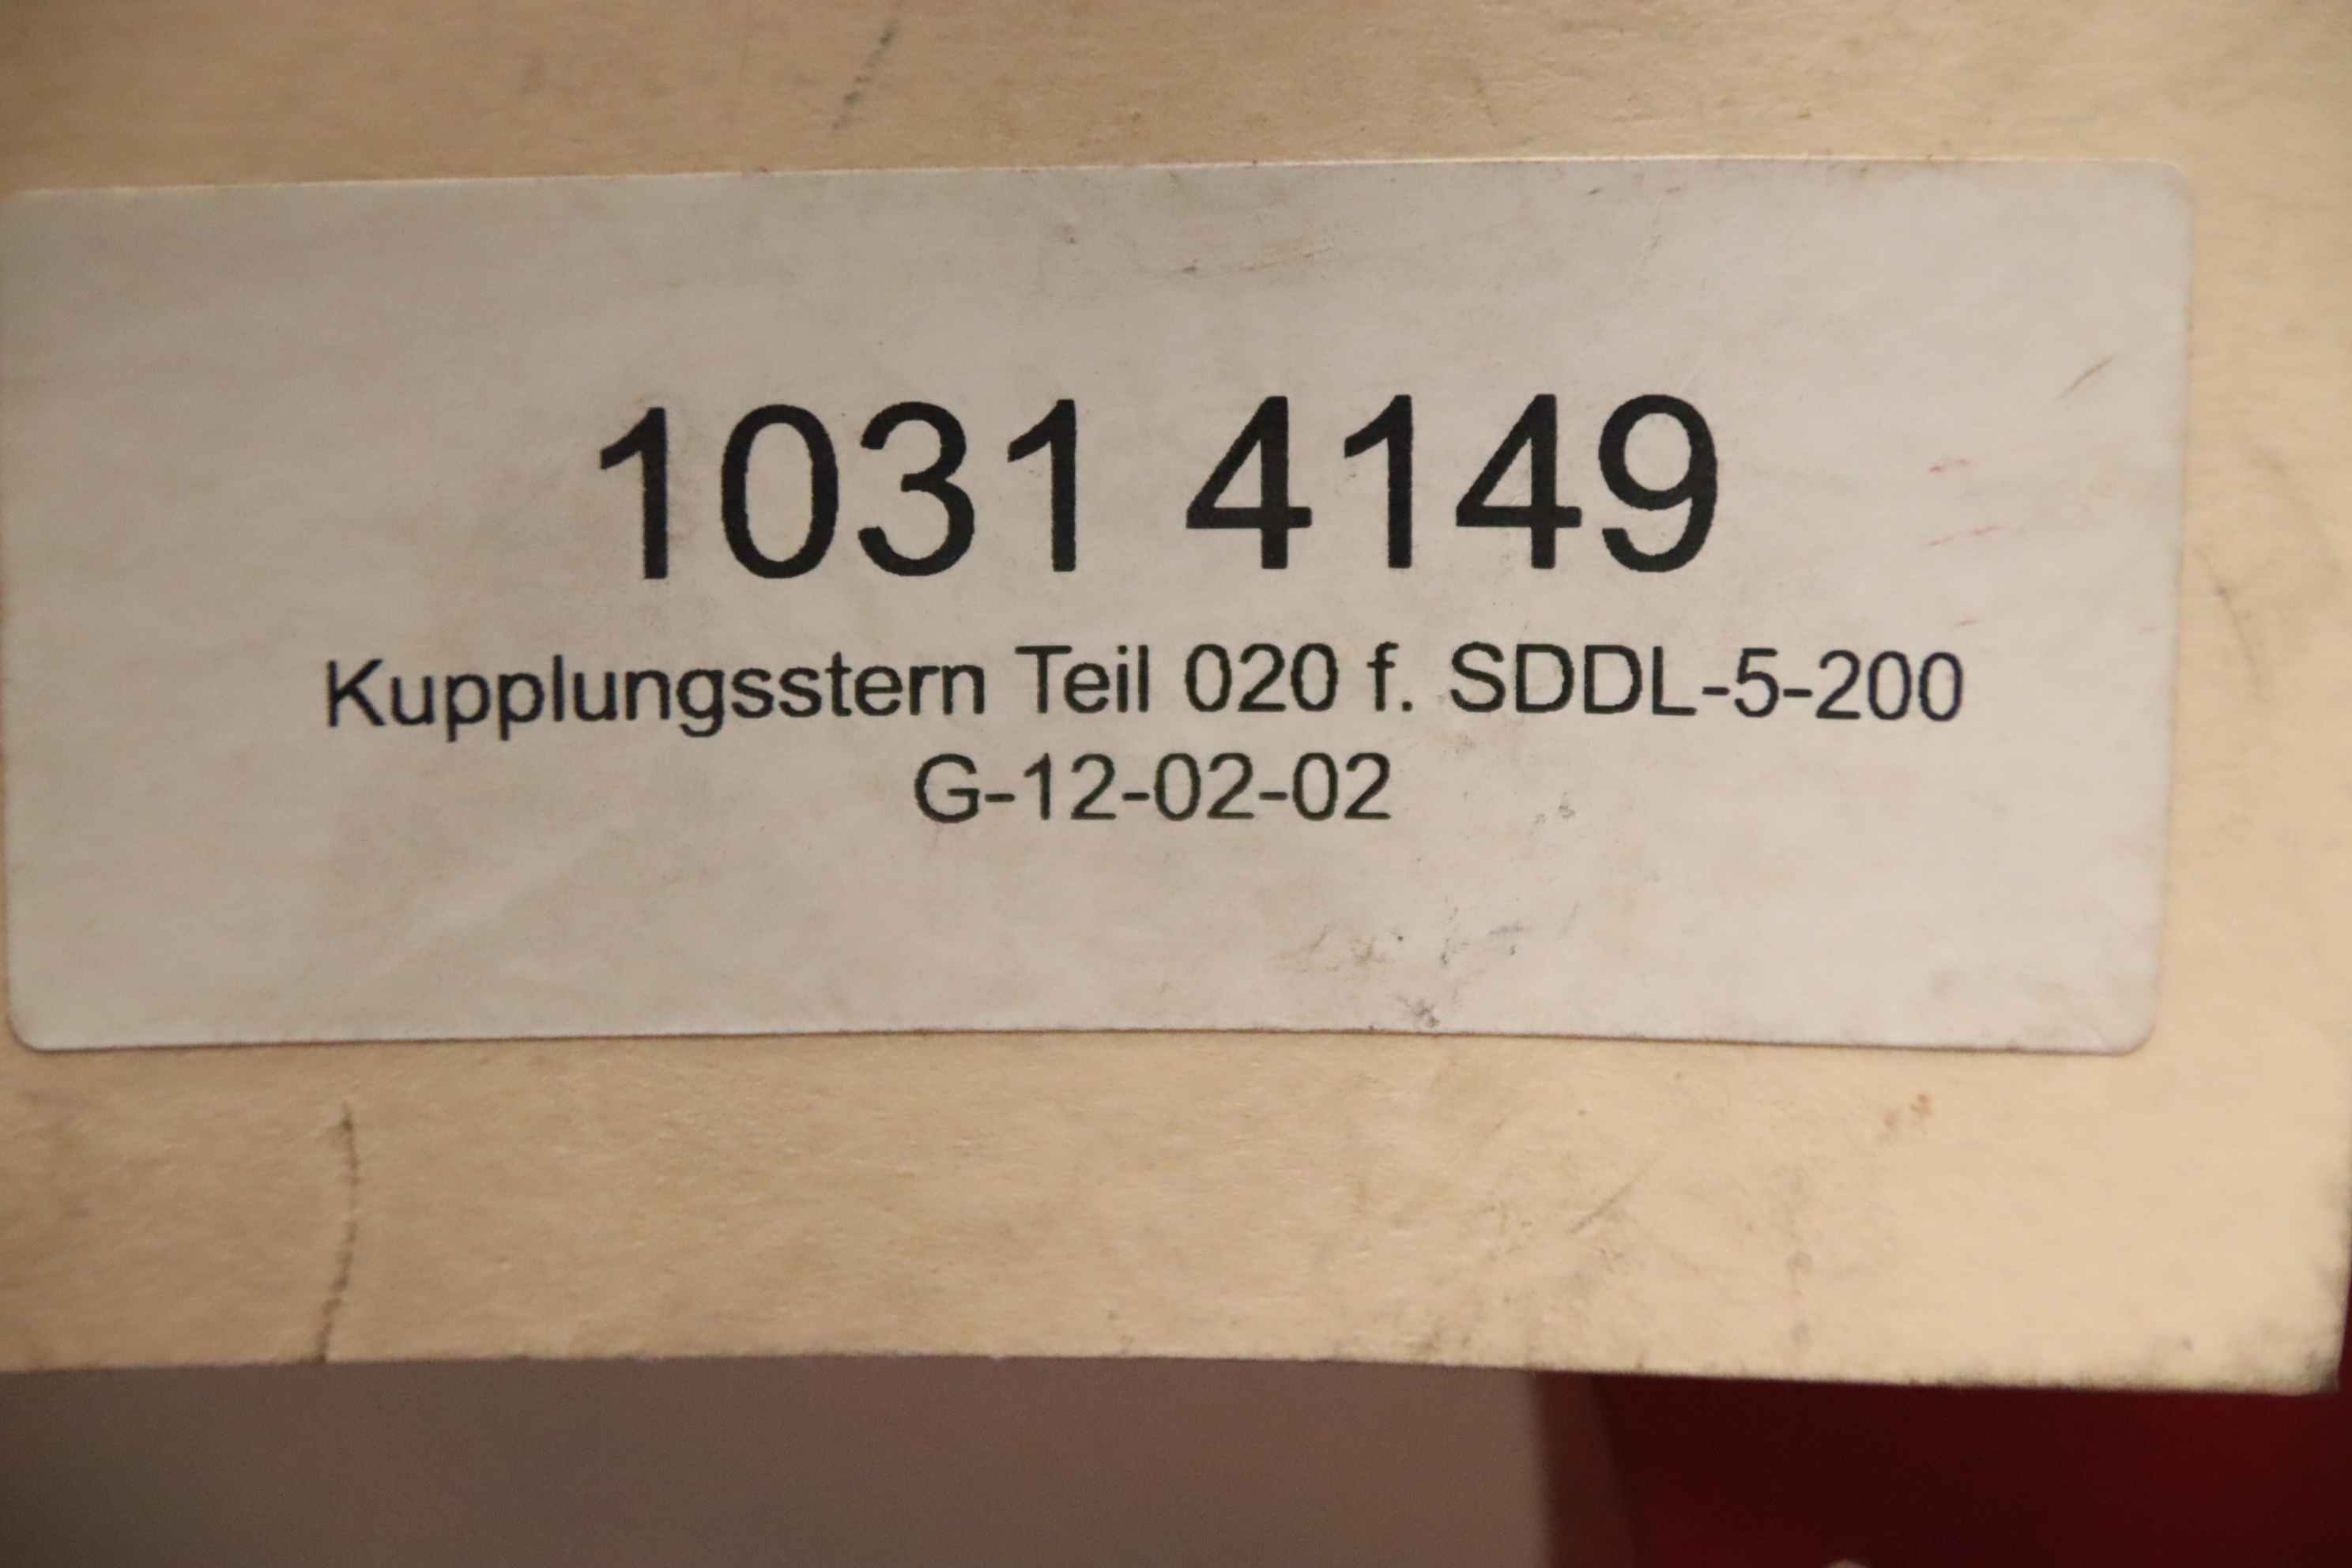 1031 4149
Kupplungsstern Teil 020 f. SDDL-5-200
G-12-02-02